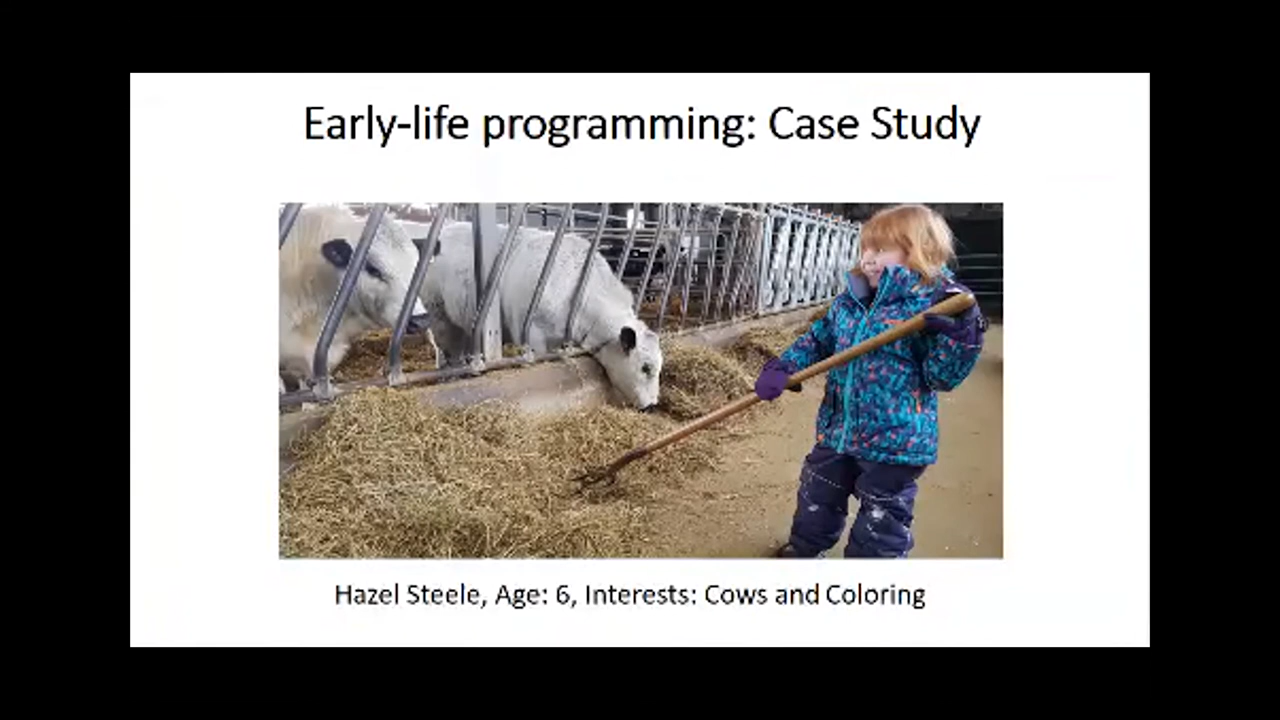 Early-life programming: Case Study
Hazel Steele, Age: 6, Interests: Cows and Coloring